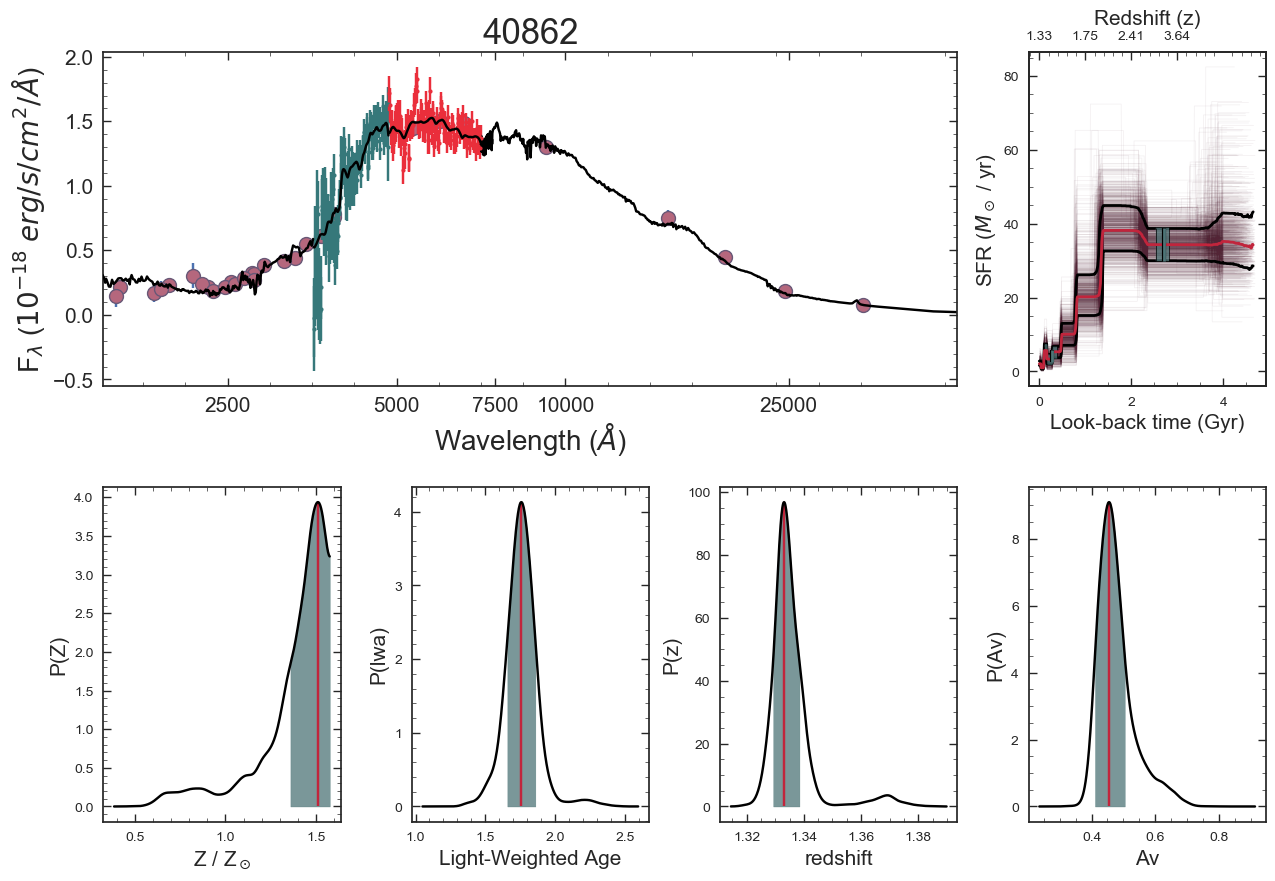 40862
F_λ (10^−18 erg/s/cm^2/Å)
2.0
1.5
1.0
0.5
0.0
−0.5
2500 5000 7500 10000 25000
Wavelength (Å)
Redshift (z)
1.33 1.75 2.41 3.64
SFR (M_⊙ / yr)
80
60
40
20
0
0 2 4
Look-back time (Gyr)
P(Z)
4.0
3.5
3.0
2.5
2.0
1.5
1.0
0.5
0.0
0.5 1.0 1.5
Z / Z_⊙
P(lwa)
4
3
2
1
0
1.0 1.5 2.0 2.5
Light-Weighted Age
P(z)
100
80
60
40
20
0
1.32 1.34 1.36 1.38
redshift
P(Av)
8
6
4
2
0
0.4 0.6 0.8
Av